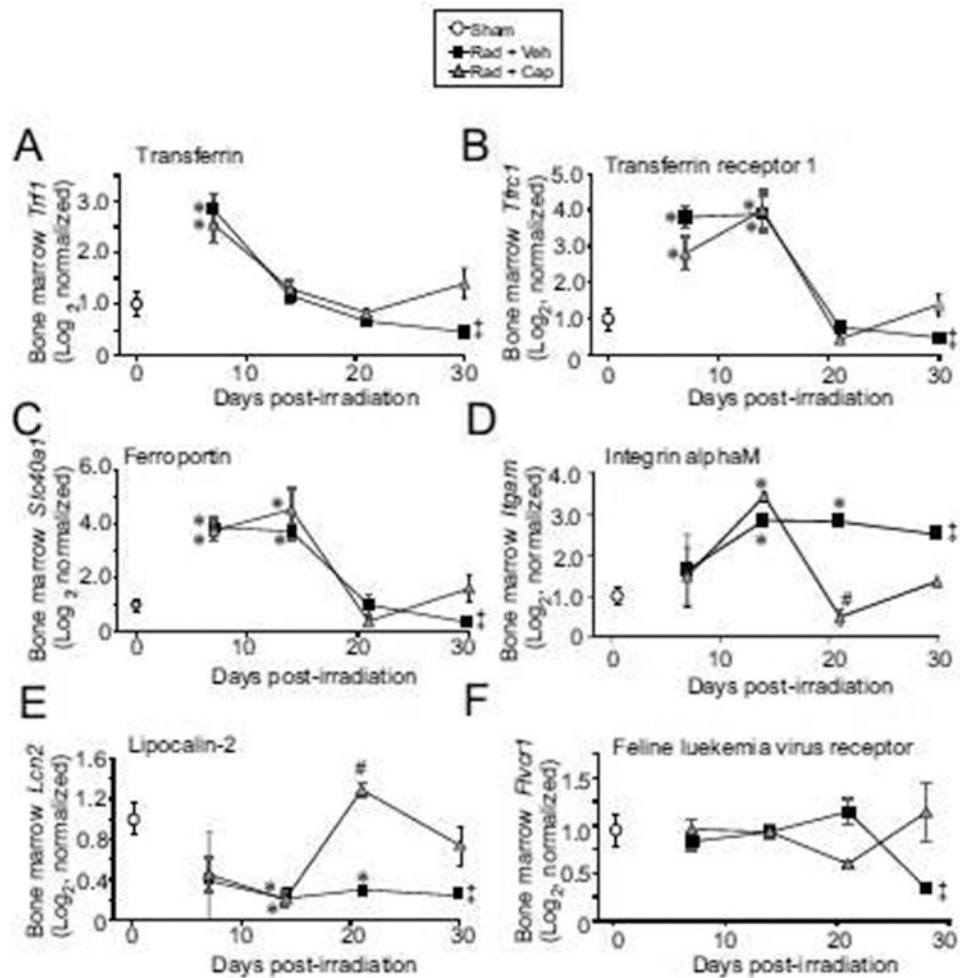 Sham
Rad + Veh
Rad + Cap
A
Transferrin
Bone marrow Trf1
(Log 2 normalized)
3.0
1.0
0
0 10 20 30
Days post-irradiation
*
*
‡
B
Transferrin receptor 1
Bone marrow Tfrc1
(Log2, normalized)
5.0
4.0
3.0
2.0
1.0
0
0 10 20 30
Days post-irradiation
*
*
*
*
‡
C
Ferroportin
Bone marrow Slc40a1
(Log 2 normalized)
6.0
4.0
2.0
0
0 10 20 30
Days post-irradiation
*
*
*
*
‡
D
Integrin alphaM
Bone marrow Itgam
(Log2, normalized)
4.0
3.0
2.0
1.0
0
0 10 20 30
Days post-irradiation
*
*
*
#
‡
E
Lipocalin-2
Bone marrow Lcn2
(Log2, normalized)
1.6
1.2
0.8
0.4
0
0 10 20 30
Days post-irradiation
*
*
*
#
‡
F
Feline luekemia virus receptor
Bone marrow Flvcr1
(Log2, normalized)
1.5
1.0
0.5
0
0 10 20 30
Days post-irradiation
‡